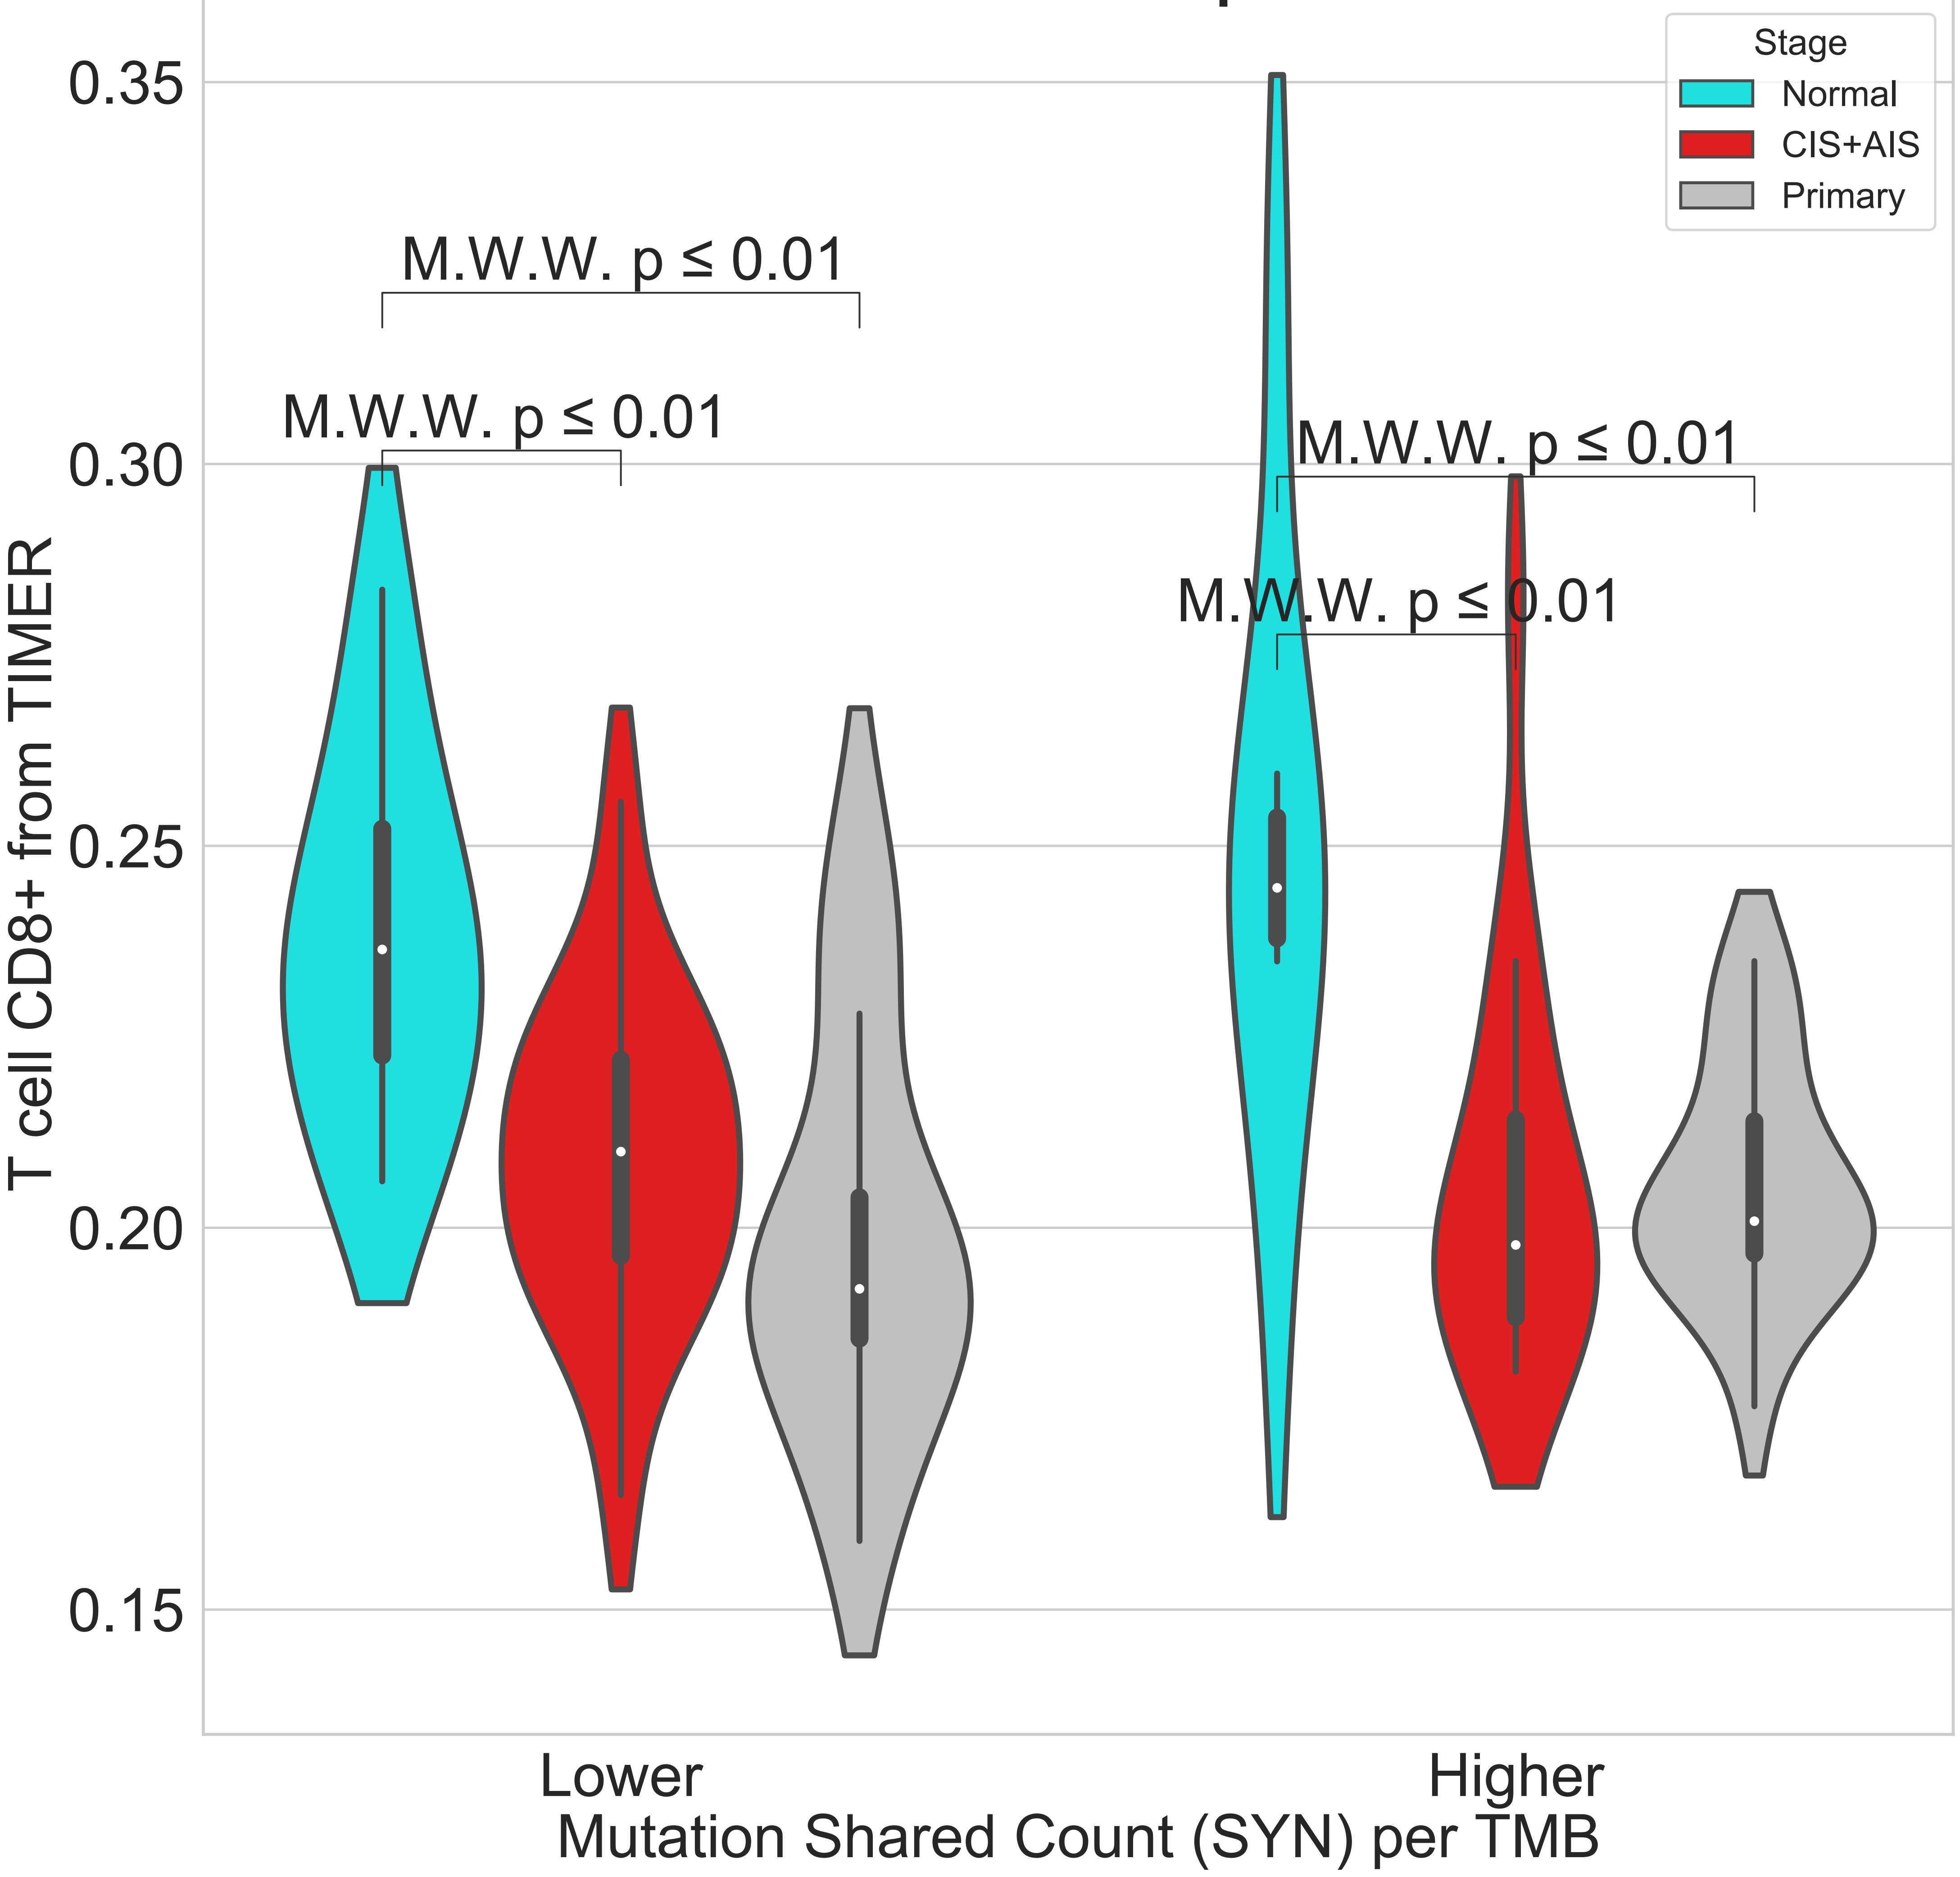 Stage
Normal
CIS+AIS
Primary
0.35
0.30
0.25
0.20
0.15
T cell CD8+ from TIMER
M.W.W. p ≤ 0.01
M.W.W. p ≤ 0.01
M.W.W. p ≤ 0.01
M.W.W. p ≤ 0.01
Lower
Higher
Mutation Shared Count (SYN) per TMB